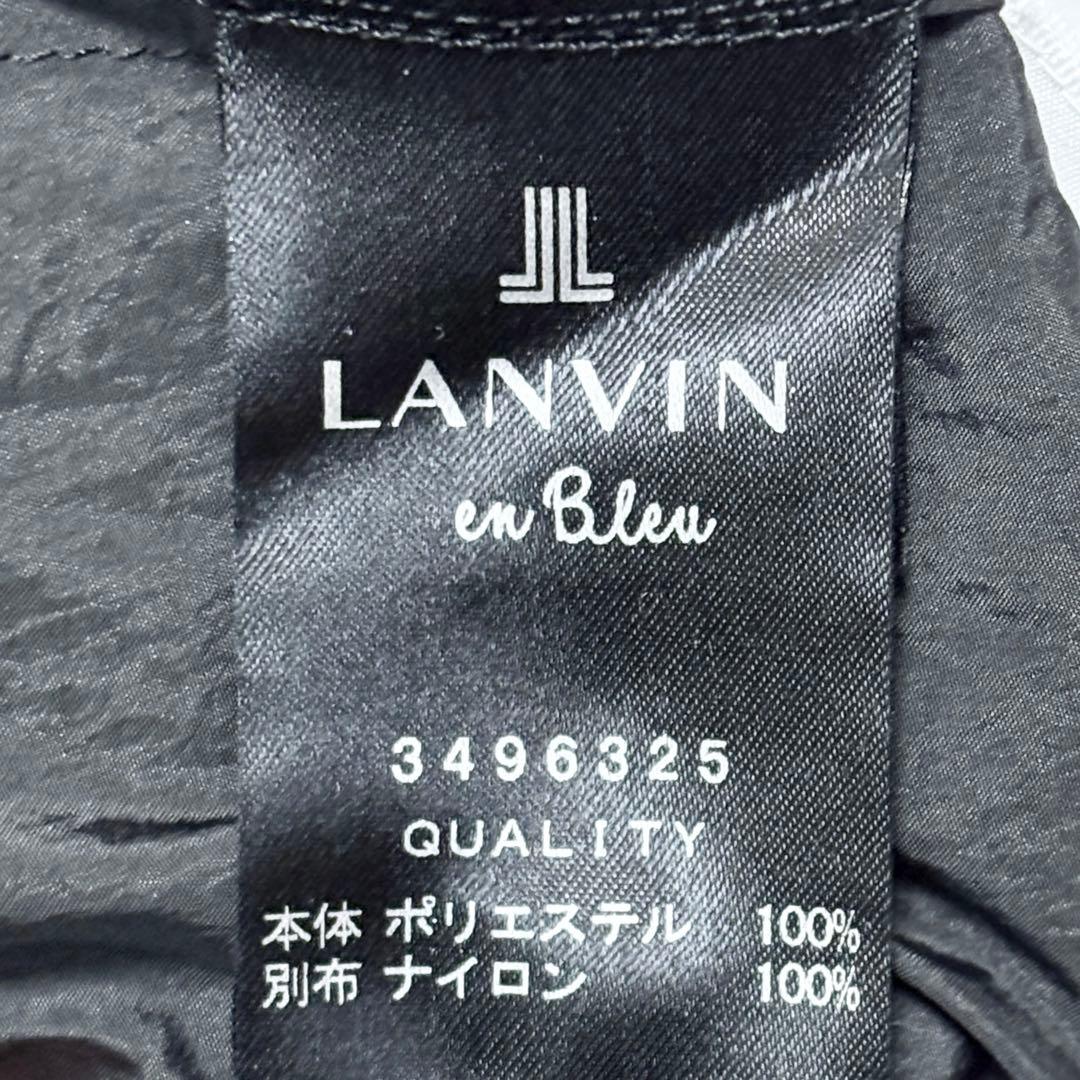 LANVIN
en Bleu
3496325
QUALITY
本体 ポリエステル 100%
別布 ナイロン 100%